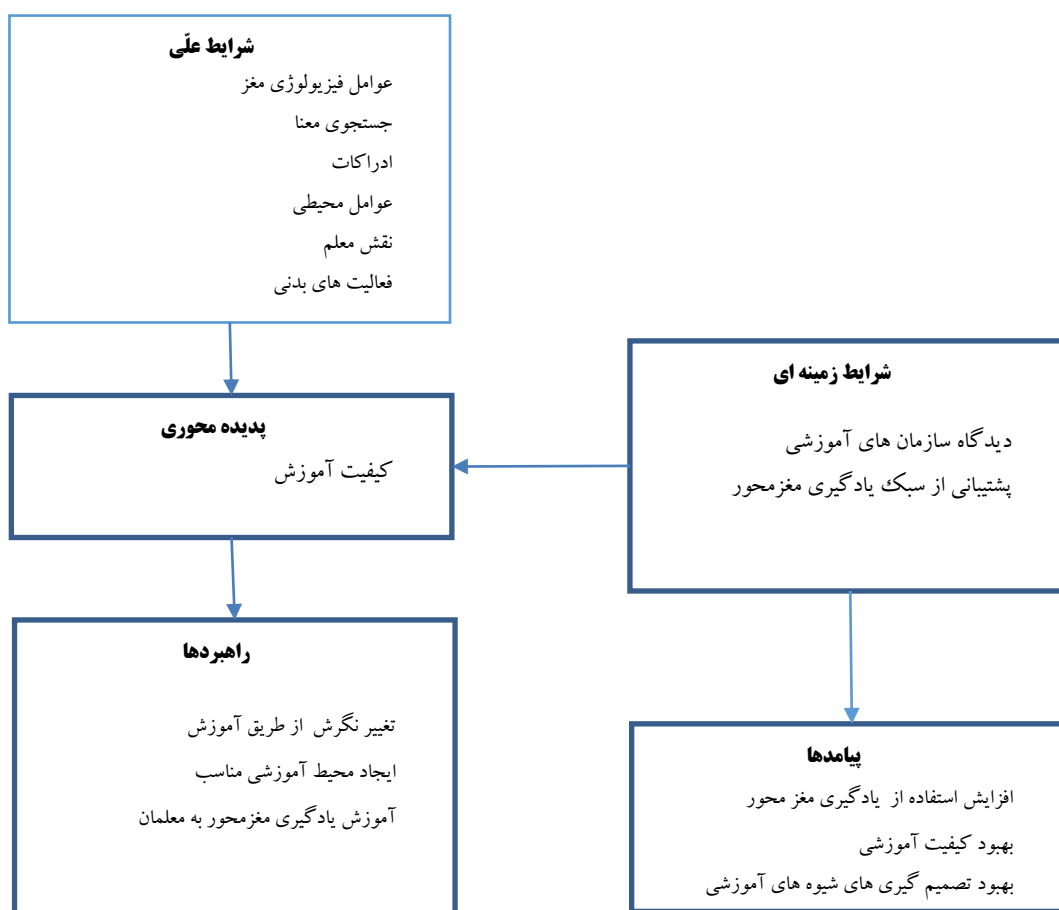 شرایط علّی
عوامل فیزیولوژی مغز
جستجوی معنا
ادراکات
عوامل محیطی
نقش معلم
فعالیت های بدنی
شرایط زمینه ای
دیدگاه سازمان های آموزشی
پشتیبانی از سبک یادگیری مغزمحور
پدیده محوری
کیفیت آموزش
راهبردها
تغییر نگرش از طریق آموزش
ایجاد محیط آموزشی مناسب
آموزش یادگیری مغزمحور به معلمان
پیامدها
افزایش استفاده از یادگیری مغز محور
بهبود کیفیت آموزشی
بهبود تصمیم گیری های شیوه های آموزشی